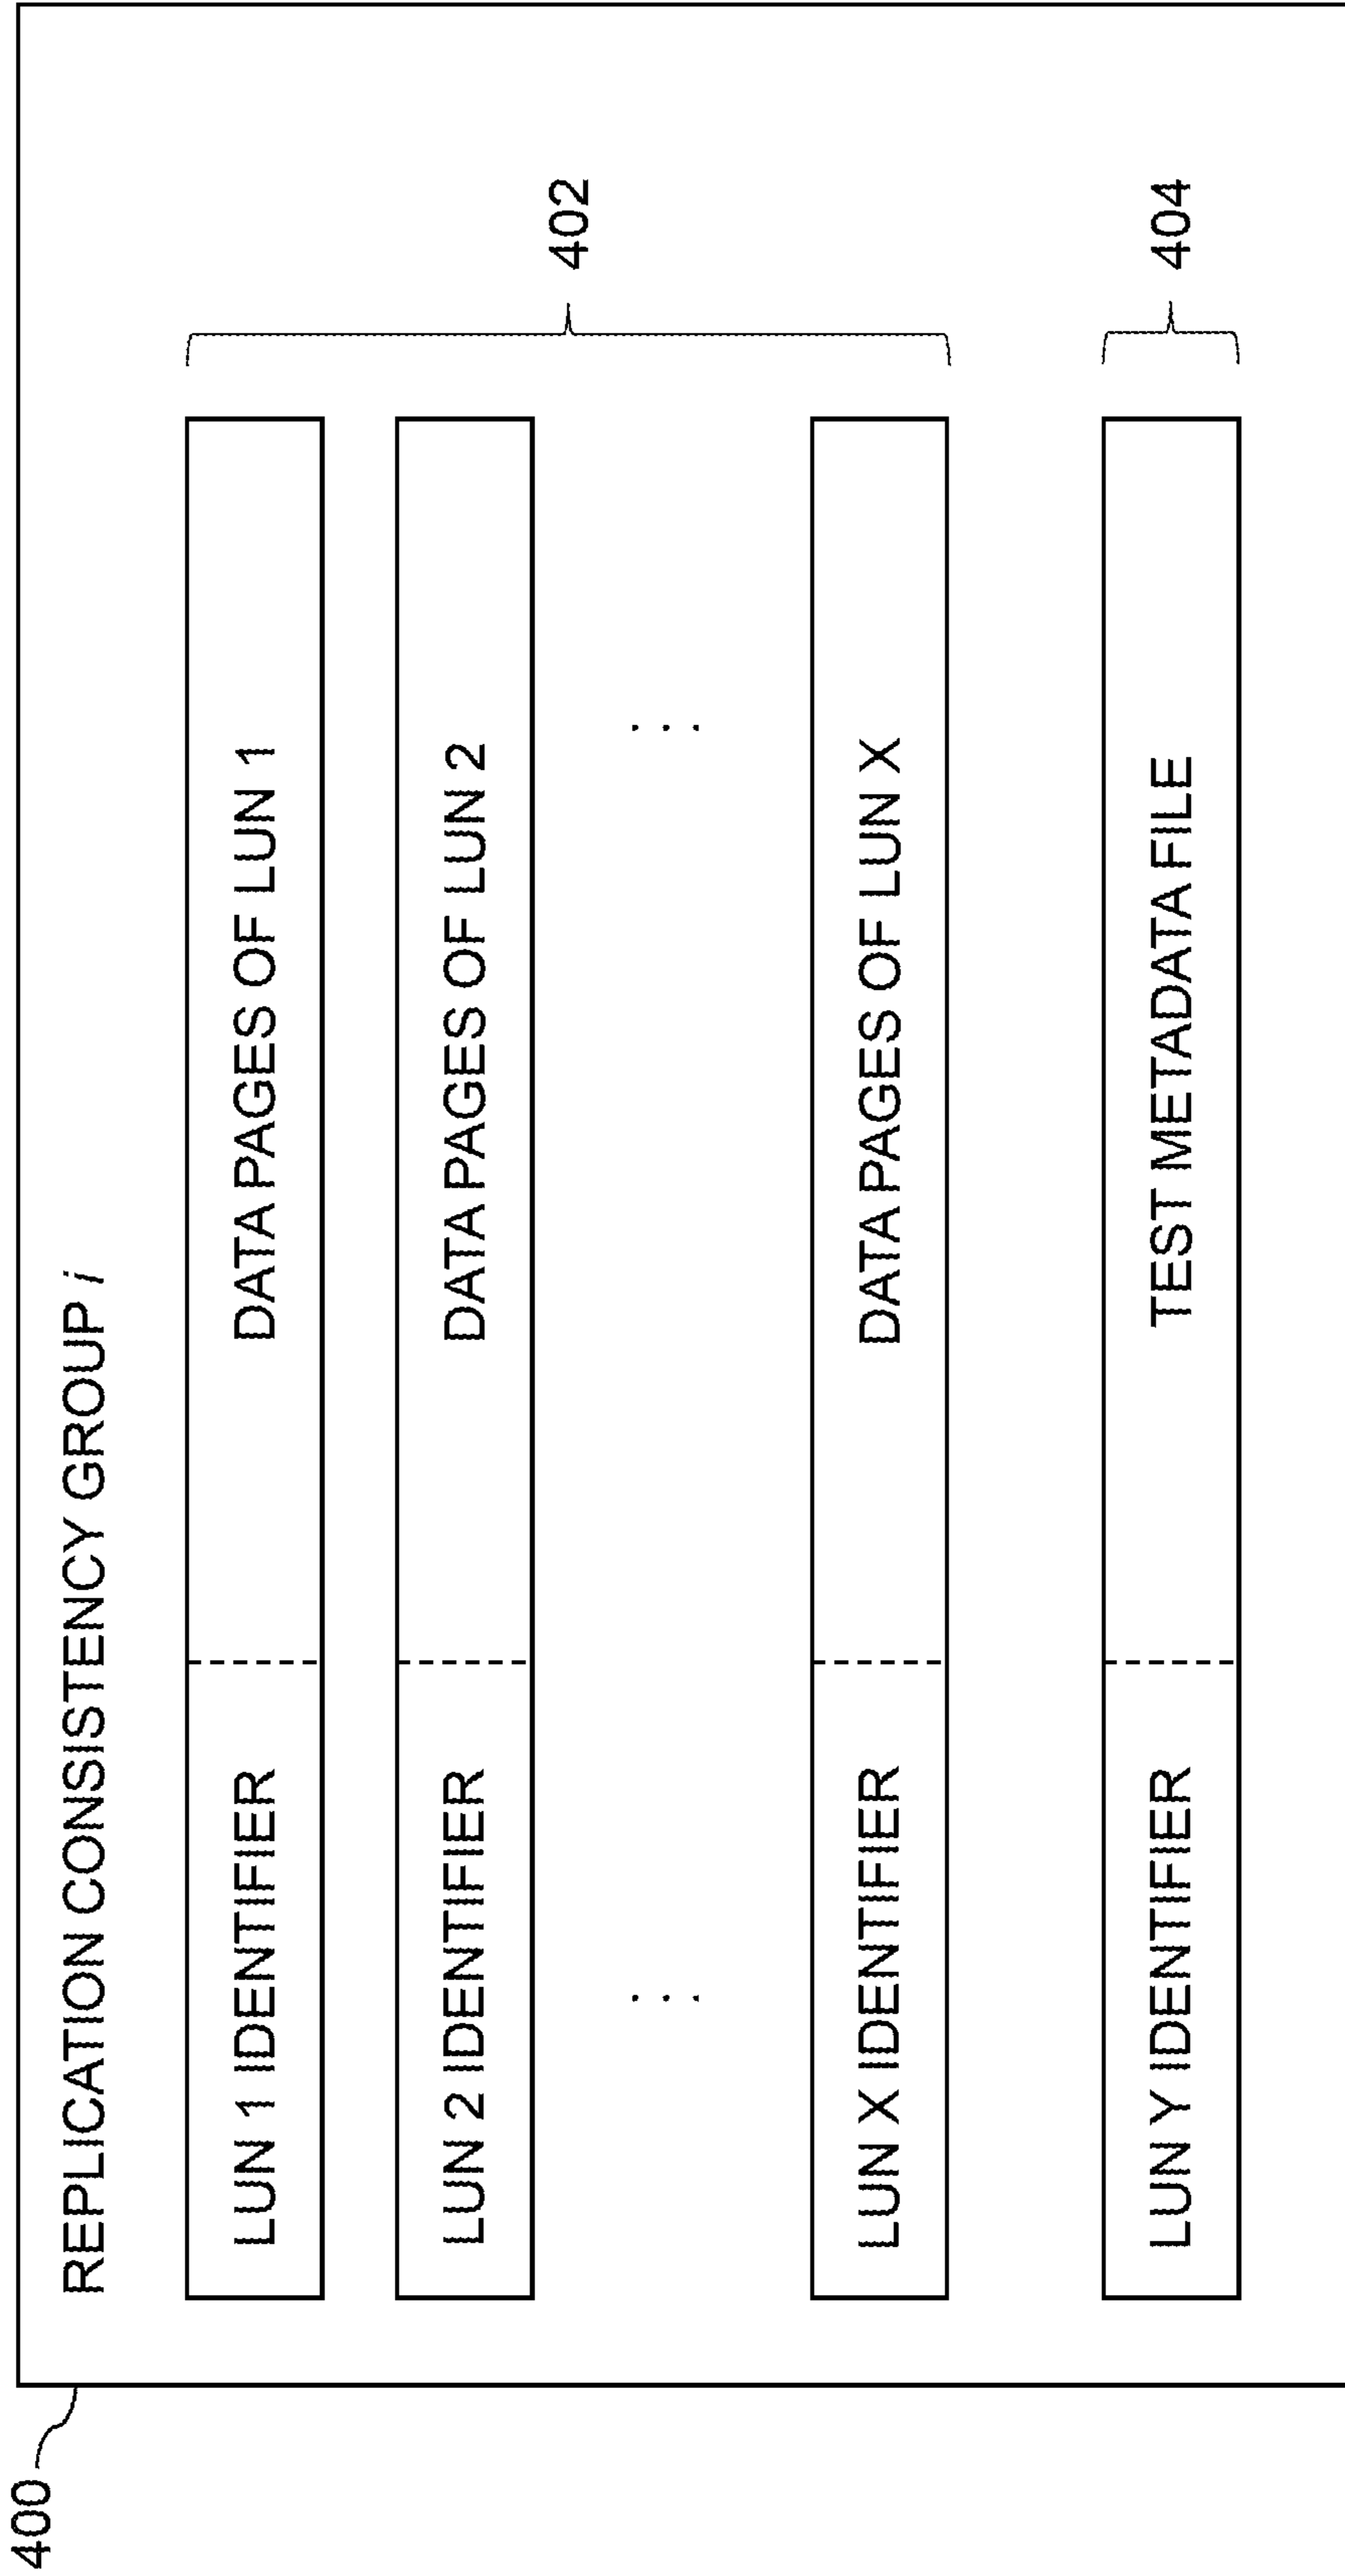 400
REPLICATION CONSISTENCY GROUP i
LUN 1 IDENTIFIER DATA PAGES OF LUN 1
LUN 2 IDENTIFIER DATA PAGES OF LUN 2
402
... ...
LUN X IDENTIFIER DATA PAGES OF LUN X
LUN Y IDENTIFIER TEST METADATA FILE
404